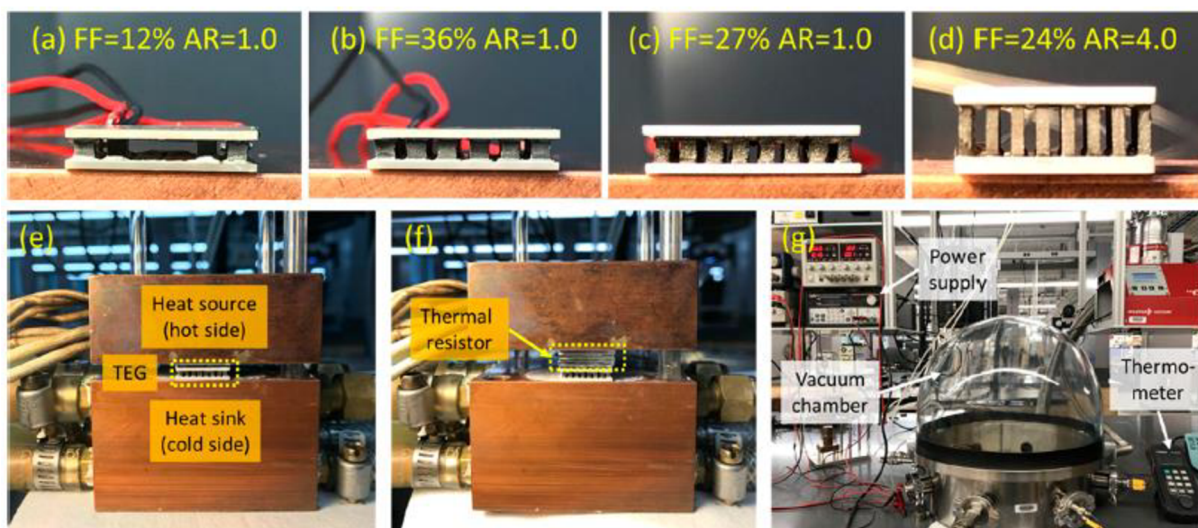 (a) FF=12% AR=1.0
(b) FF=36% AR=1.0
(c) FF=27% AR=1.0
(d) FF=24% AR=4.0
(e)
Heat source
(hot side)
TEG
Heat sink
(cold side)
(f)
Thermal
resistor
(g)
Power
supply
Vacuum
chamber
Thermo-
meter